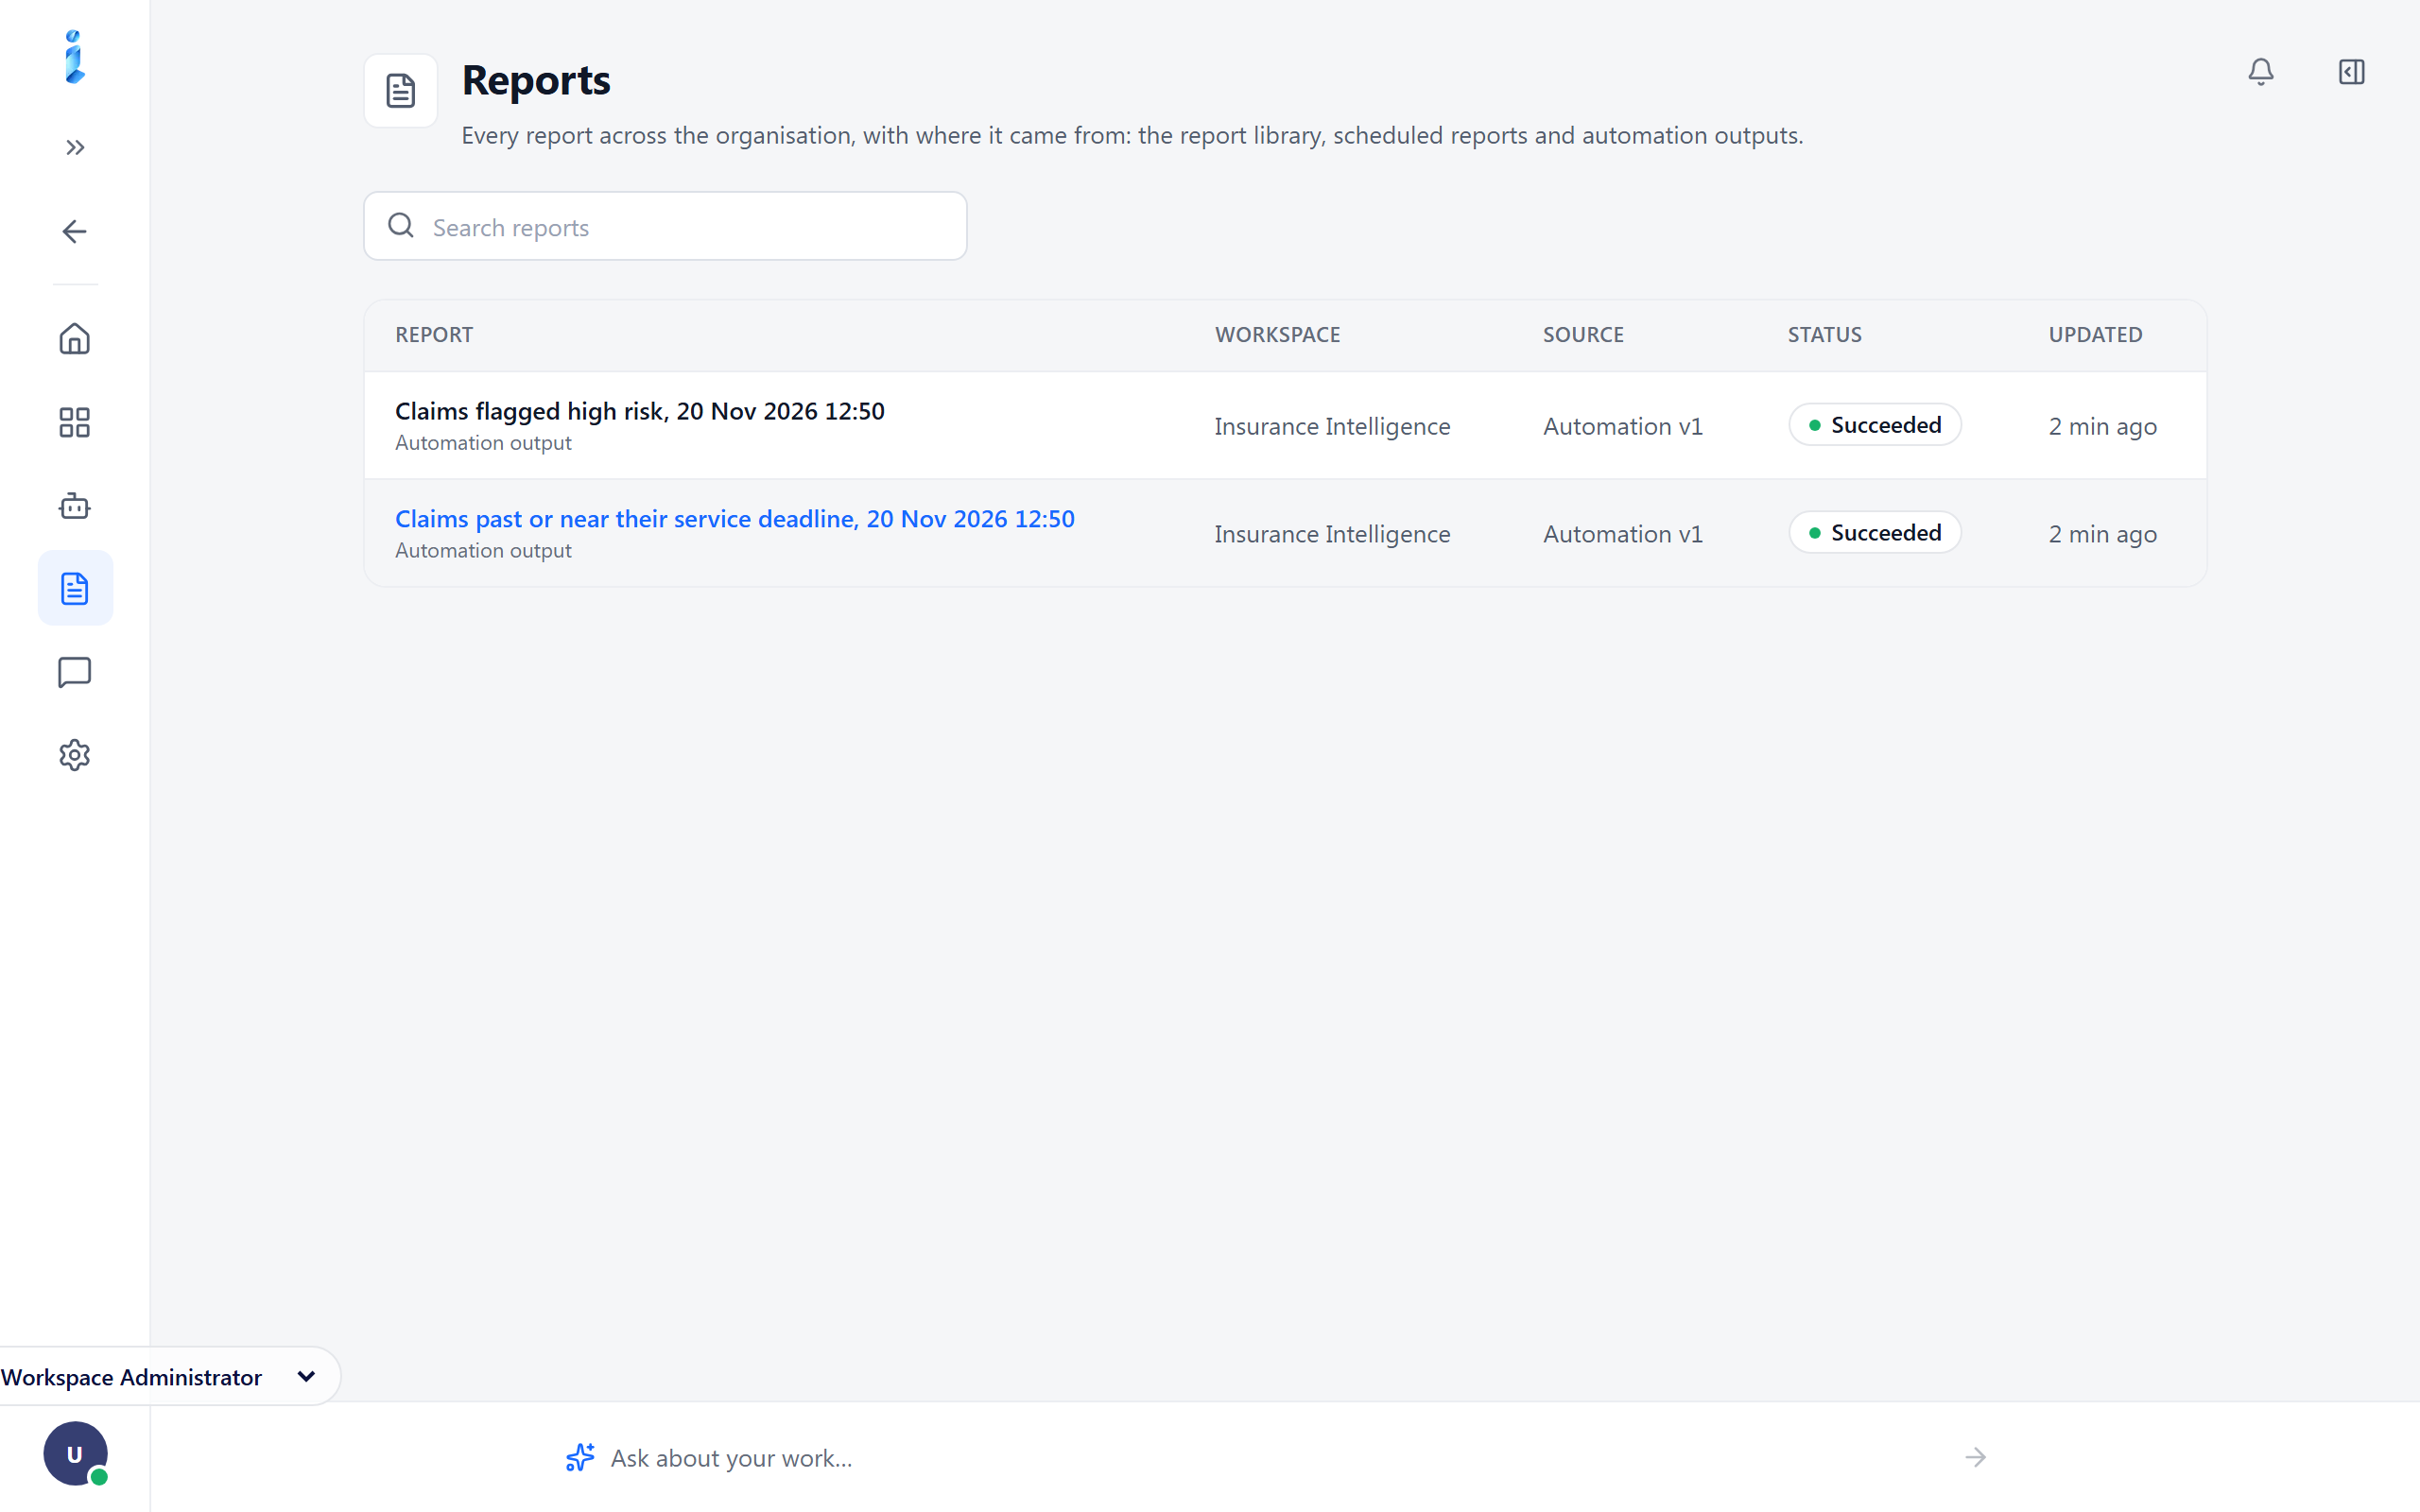 Reports
Every report across the organisation, with where it came from: the report library, scheduled reports and automation outputs.
Search reports
REPORT WORKSPACE SOURCE STATUS UPDATED
Claims flagged high risk, 20 Nov 2026 12:50
Automation output
Insurance Intelligence Automation v1 Succeeded 2 min ago
Claims past or near their service deadline, 20 Nov 2026 12:50
Automation output
Insurance Intelligence Automation v1 Succeeded 2 min ago
Workspace Administrator
U
Ask about your work...